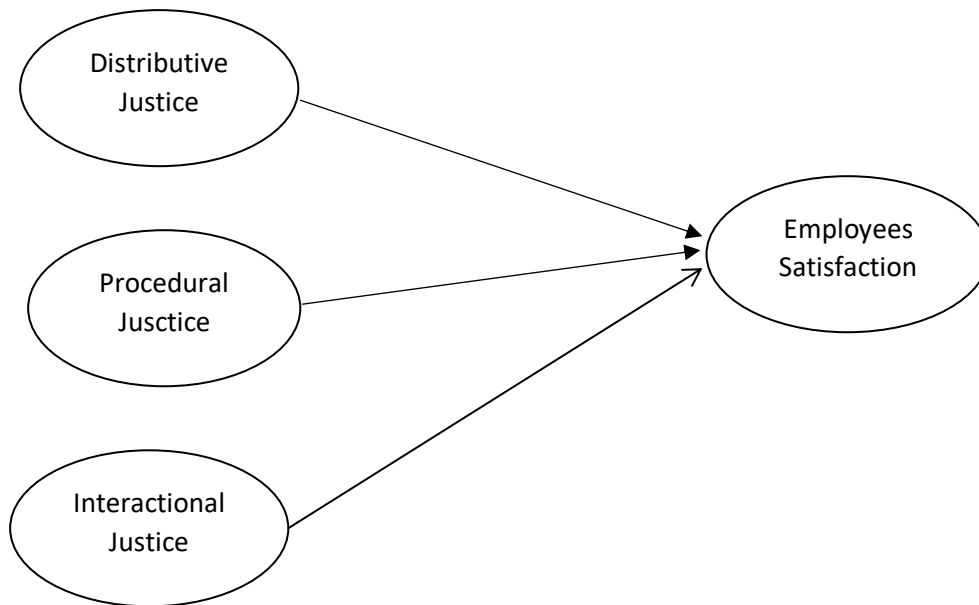 Distributive
Justice
Employees
Satisfaction
Procedural
Jusctice
Interactional
Justice